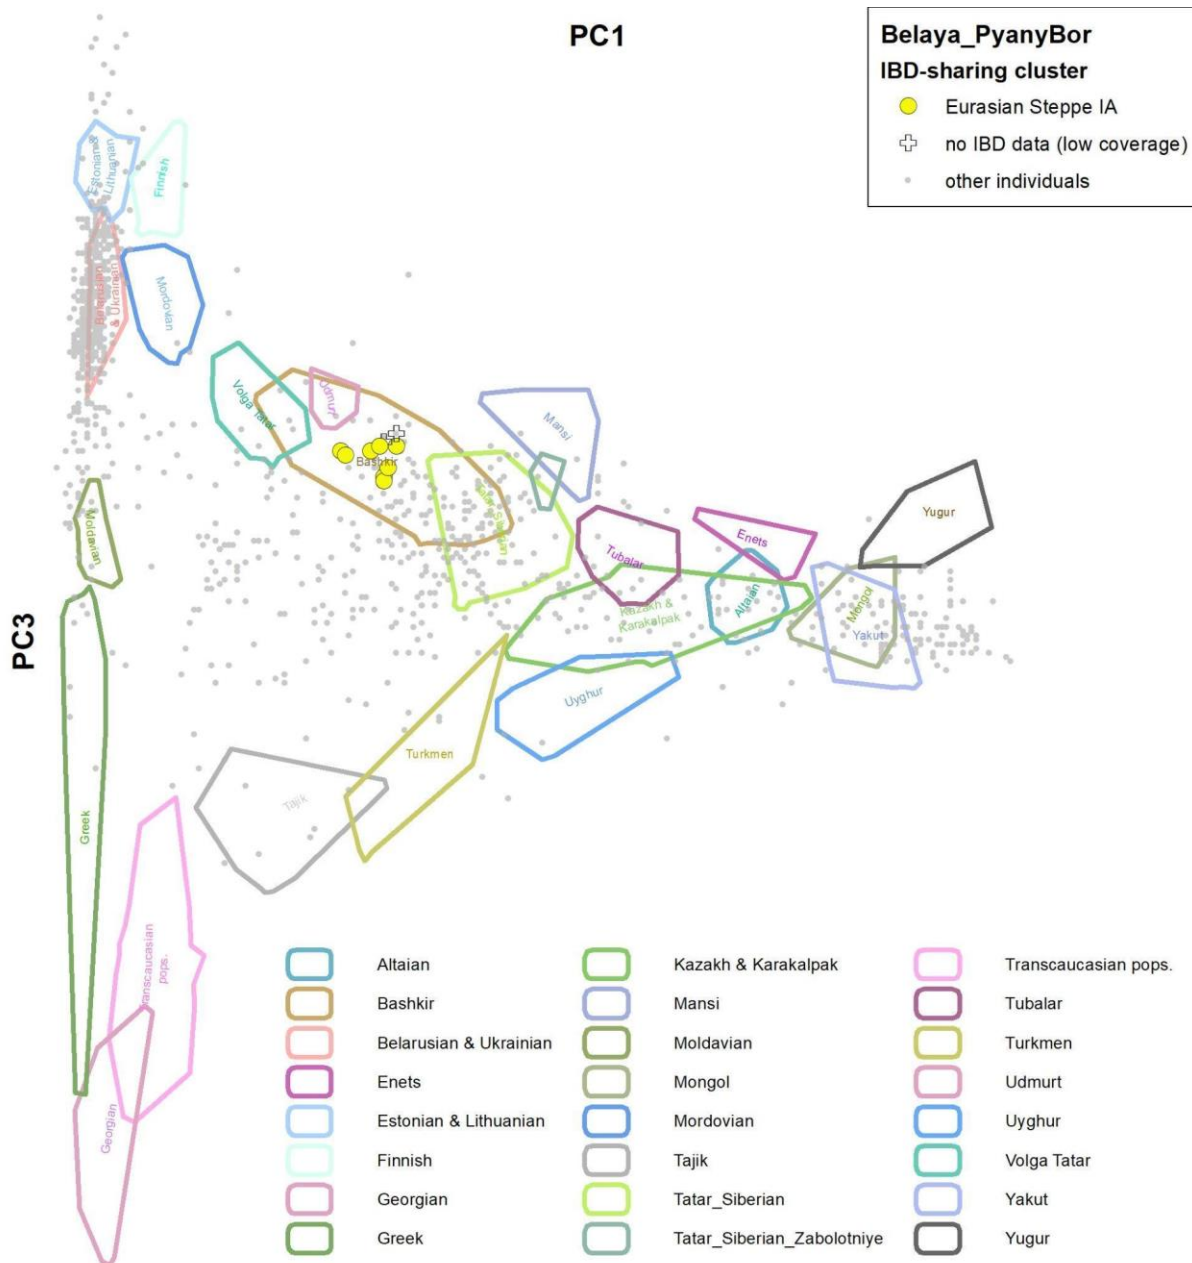 PC1
Belaya_PyanyBor
IBD-sharing cluster
Eurasian Steppe IA
no IBD data (low coverage)
other individuals
Estonian &
Lithuanian
Finnish
Belarusian
& Ukrainian
Mordovian
Volga Tatar
Udmurt
Bashkir
Mansi
Tatar_Siberian
Yugur
Moldavian
Enets
Tubalar
Altaian
Kazakh &
Karakalpak
Mongol
Yakut
PC3
Uyghur
Turkmen
Tajik
Greek
Transcaucasian
pops.
Georgian
Altaian
Bashkir
Belarusian & Ukrainian
Enets
Estonian & Lithuanian
Finnish
Georgian
Greek
Kazakh & Karakalpak
Mansi
Moldavian
Mongol
Mordovian
Tajik
Tatar_Siberian
Tatar_Siberian_Zabolotniye
Transcaucasian pops.
Tubalar
Turkmen
Udmurt
Uyghur
Volga Tatar
Yakut
Yugur